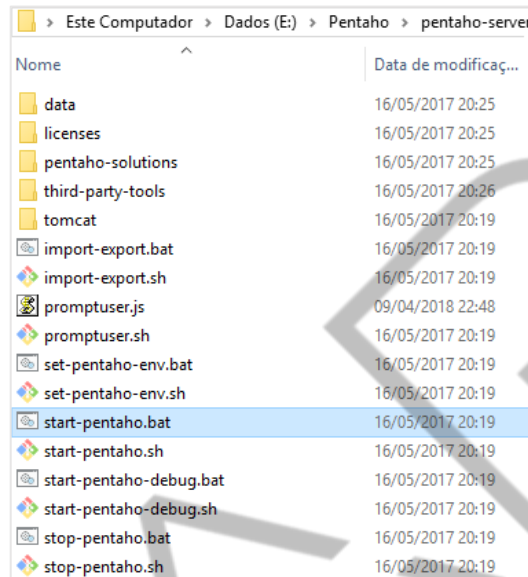 Este Computador > Dados (E:) > Pentaho > pentaho-server
Nome Data de modificaç...
data 16/05/2017 20:25
licenses 16/05/2017 20:25
pentaho-solutions 16/05/2017 20:25
third-party-tools 16/05/2017 20:26
tomcat 16/05/2017 20:19
import-export.bat 16/05/2017 20:19
import-export.sh 16/05/2017 20:19
promptuser.js 09/04/2018 22:48
promptuser.sh 16/05/2017 20:19
set-pentaho-env.bat 16/05/2017 20:19
set-pentaho-env.sh 16/05/2017 20:19
start-pentaho.bat 16/05/2017 20:19
start-pentaho.sh 16/05/2017 20:19
start-pentaho-debug.bat 16/05/2017 20:19
start-pentaho-debug.sh 16/05/2017 20:19
stop-pentaho.bat 16/05/2017 20:19
stop-pentaho.sh 16/05/2017 20:19